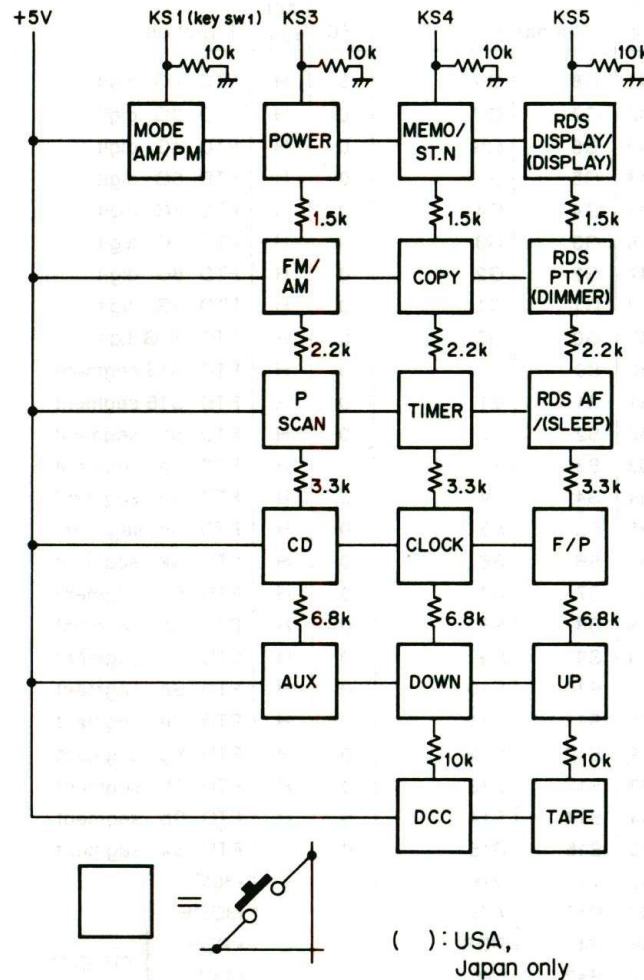 +5V KS1 (key sw1) KS3 KS4 KS5
10k 10k 10k 10k
MODE AM/PM
POWER
MEMO/ ST.N
RDS DISPLAY/ (DISPLAY)
1.5k 1.5k 1.5k
FM/ AM
COPY
RDS PTY/ (DIMMER)
2.2k 2.2k 2.2k
P SCAN
TIMER
RDS AF /(SLEEP)
3.3k 3.3k 3.3k
CD CLOCK F/P
6.8k 6.8k 6.8k
AUX DOWN UP
10k 10k
DCC TAPE
=
( ) : USA,
Japan only